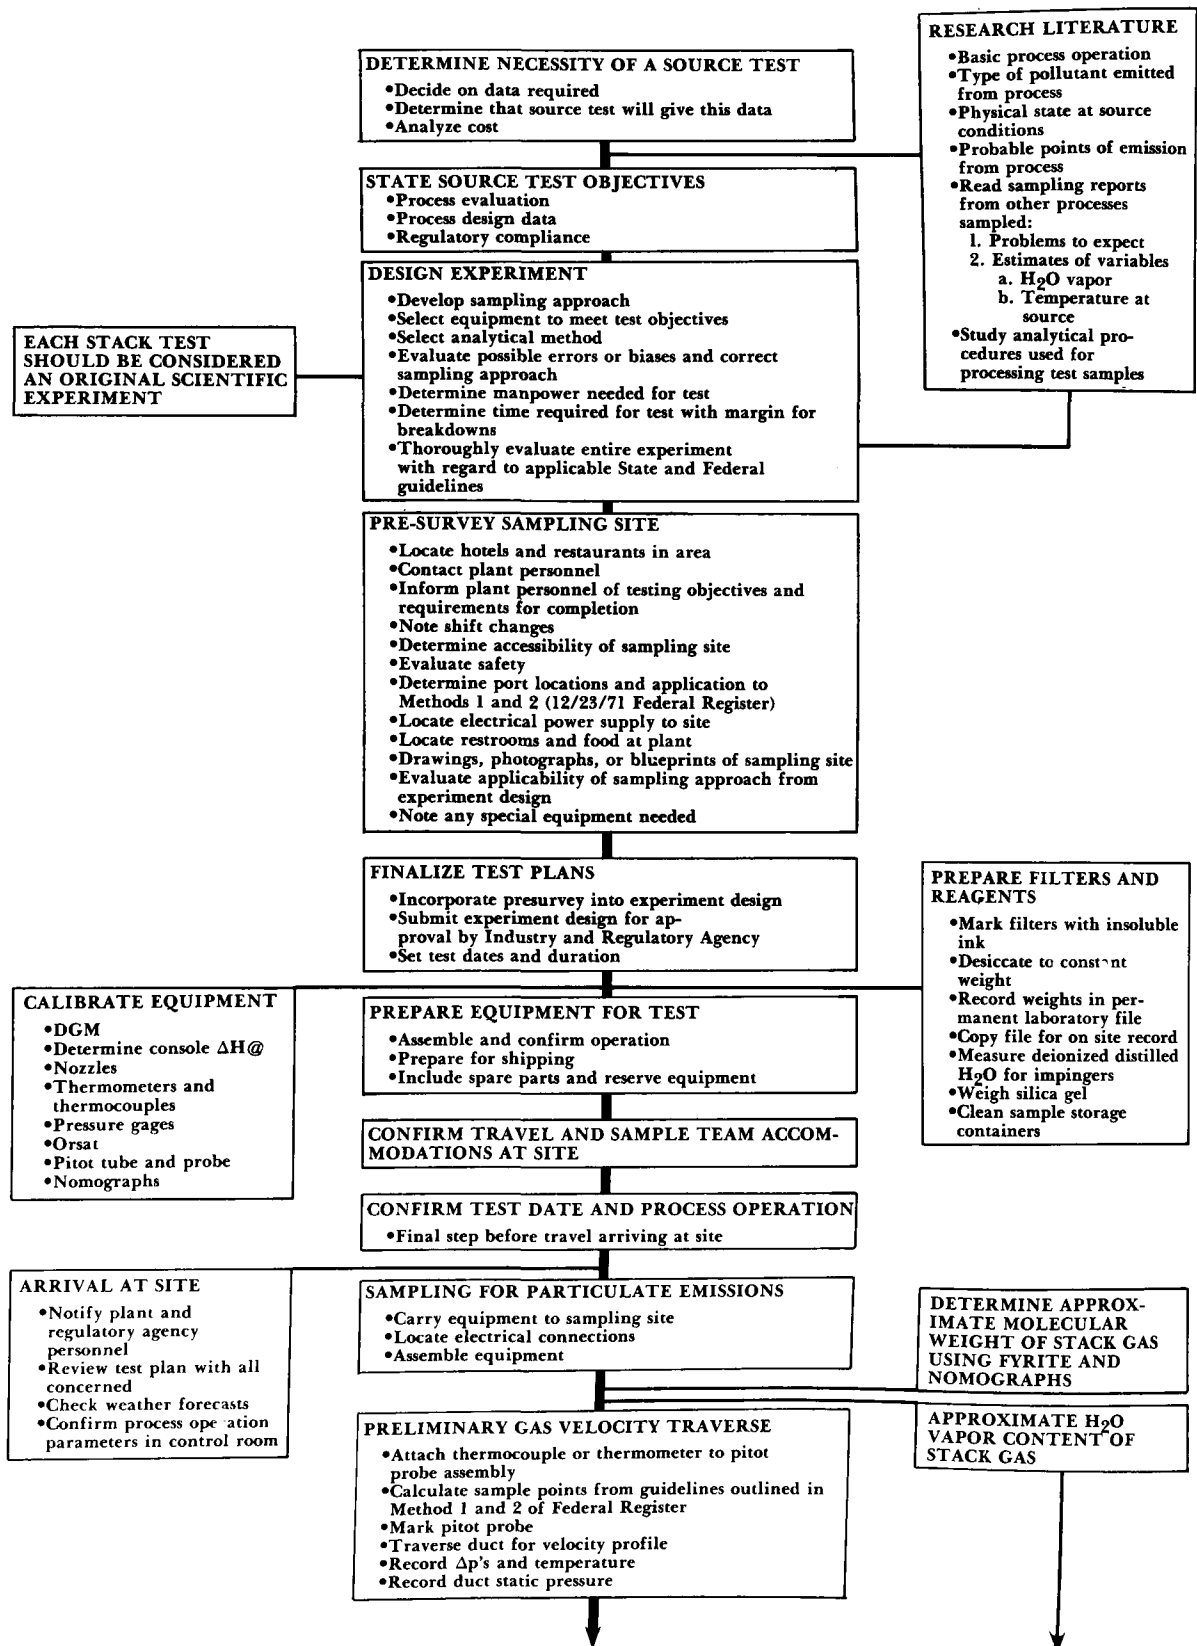 DETERMINE NECESSITY OF A SOURCE TEST
•Decide on data required
•Determine that source test will give this data
•Analyze cost
RESEARCH LITERATURE
•Basic process operation
•Type of pollutant emitted
from process
•Physical state at source
conditions
•Probable points of emission
from process
•Read sampling reports
from other processes
sampled:
1. Problems to expect
2. Estimates of variables
a. H2O vapor
b. Temperature at
source
•Study analytical pro-
cedures used for
processing test samples
STATE SOURCE TEST OBJECTIVES
•Process evaluation
•Process design data
•Regulatory compliance
EACH STACK TEST
SHOULD BE CONSIDERED
AN ORIGINAL SCIENTIFIC
EXPERIMENT
DESIGN EXPERIMENT
•Develop sampling approach
•Select equipment to meet test objectives
•Select analytical method
•Evaluate possible errors or biases and correct
sampling approach
•Determine manpower needed for test
•Determine time required for test with margin for
breakdowns
•Thoroughly evaluate entire experiment
with regard to applicable State and Federal
guidelines
PRE-SURVEY SAMPLING SITE
•Locate hotels and restaurants in area
•Contact plant personnel
•Inform plant personnel of testing objectives and
requirements for completion
•Note shift changes
•Determine accessibility of sampling site
•Evaluate safety
•Determine port locations and application to
Methods 1 and 2 (12/23/71 Federal Register)
•Locate electrical power supply to site
•Locate restrooms and food at plant
•Drawings, photographs, or blueprints of sampling site
•Evaluate applicability of sampling approach from
experiment design
•Note any special equipment needed
FINALIZE TEST PLANS
•Incorporate presurvey into experiment design
•Submit experiment design for ap-
proval by Industry and Regulatory Agency
•Set test dates and duration
PREPARE FILTERS AND
REAGENTS
•Mark filters with insoluble
ink
•Desiccate to constant
weight
•Record weights in per-
manent laboratory file
•Copy file for on site record
•Measure deionized distilled
H2O for impingers
•Weigh silica gel
•Clean sample storage
containers
CALIBRATE EQUIPMENT
•DGM
•Determine console ΔH@
•Nozzles
•Thermometers and
thermocouples
•Pressure gages
•Orsat
•Pitot tube and probe
•Nomographs
PREPARE EQUIPMENT FOR TEST
•Assemble and confirm operation
•Prepare for shipping
•Include spare parts and reserve equipment
CONFIRM TRAVEL AND SAMPLE TEAM ACCOM-
MODATIONS AT SITE
CONFIRM TEST DATE AND PROCESS OPERATION
•Final step before travel arriving at site
ARRIVAL AT SITE
•Notify plant and
regulatory agency
personnel
•Review test plan with all
concerned
•Check weather forecasts
•Confirm process operation
parameters in control room
SAMPLING FOR PARTICULATE EMISSIONS
•Carry equipment to sampling site
•Locate electrical connections
•Assemble equipment
DETERMINE APPROX-
IMATE MOLECULAR
WEIGHT OF STACK GAS
USING FYRITE AND
NOMOGRAPHS
APPROXIMATE H2O
VAPOR CONTENT OF
STACK GAS
PRELIMINARY GAS VELOCITY TRAVERSE
•Attach thermocouple or thermometer to pitot
probe assembly
•Calculate sample points from guidelines outlined in
Method 1 and 2 of Federal Register
•Mark pitot probe
•Traverse duct for velocity profile
•Record Δp's and temperature
•Record duct static pressure